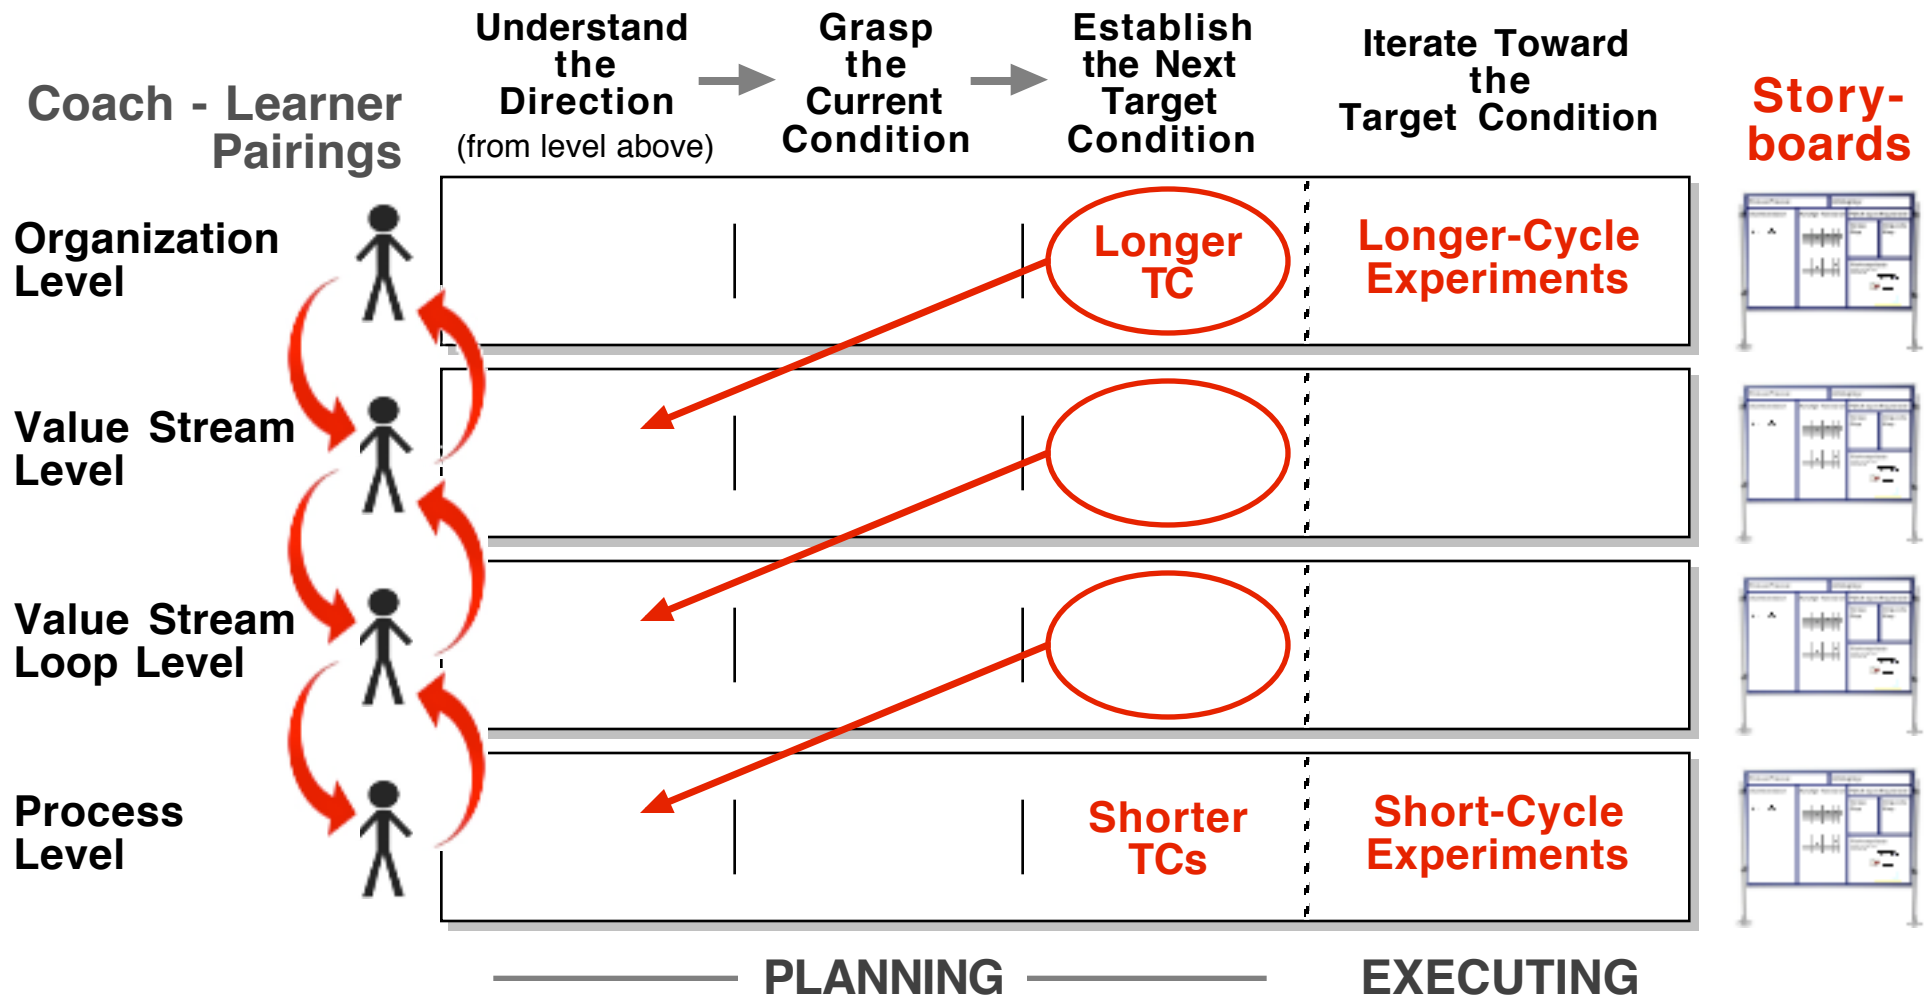 Understand
the
Direction
(from level above)
Grasp
the
Current
Condition
Establish
the Next
Target
Condition
Iterate Toward
the
Target Condition
Coach - Learner
Pairings
Story-
boards
Organization
Level
Longer
TC
Longer-Cycle
Experiments
Value Stream
Level
Value Stream
Loop Level
Process
Level
Shorter
TCs
Short-Cycle
Experiments
PLANNING
EXECUTING